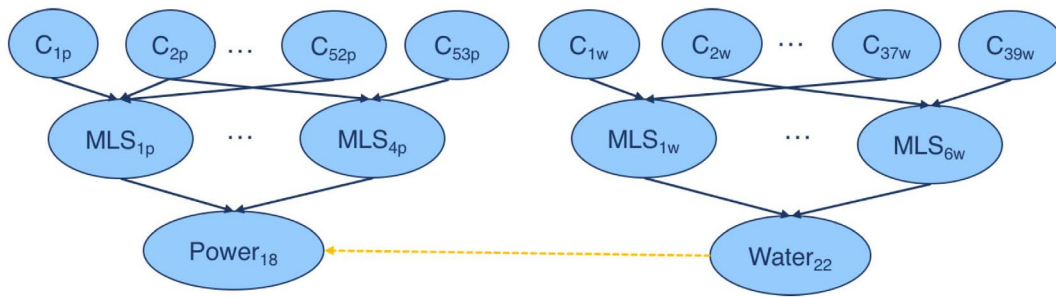 C1p C2p ... C52p C53p C1w C2w ... C37w C39w
MLS1p ... MLS4p MLS1w ... MLS6w
Power18 Water22